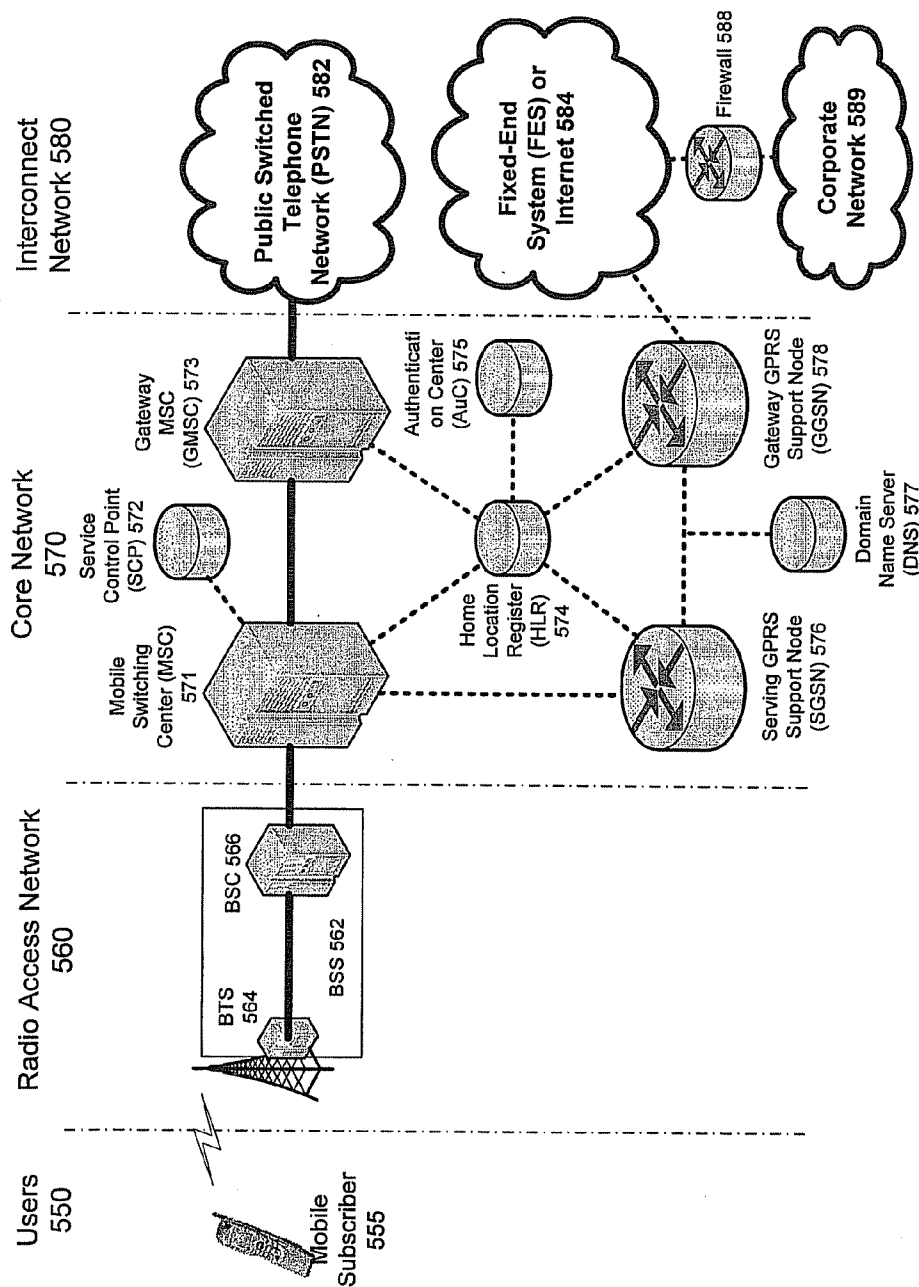 Users
550
Radio Access Network
560
Core Network
570
Interconnect
Network 580
Mobile
Subscriber
555
BTS
564
BSC 566
BSS 562
Mobile
Switching
Center (MSC)
571
Service
Control Point
(SCP) 572
Gateway
MSC
(GMSC) 573
Public Switched
Telephone
Network (PSTN) 582
Home
Location
Register
(HLR)
574
Authenticati
on Center
(AuC) 575
Fixed-End
System (FES) or
Internet 584
Firewall
588
Serving GPRS
Support Node
(SGSN) 576
Domain
Name Server
(DNS) 577
Gateway GPRS
Support Node
(GGSN) 578
Corporate
Network 589